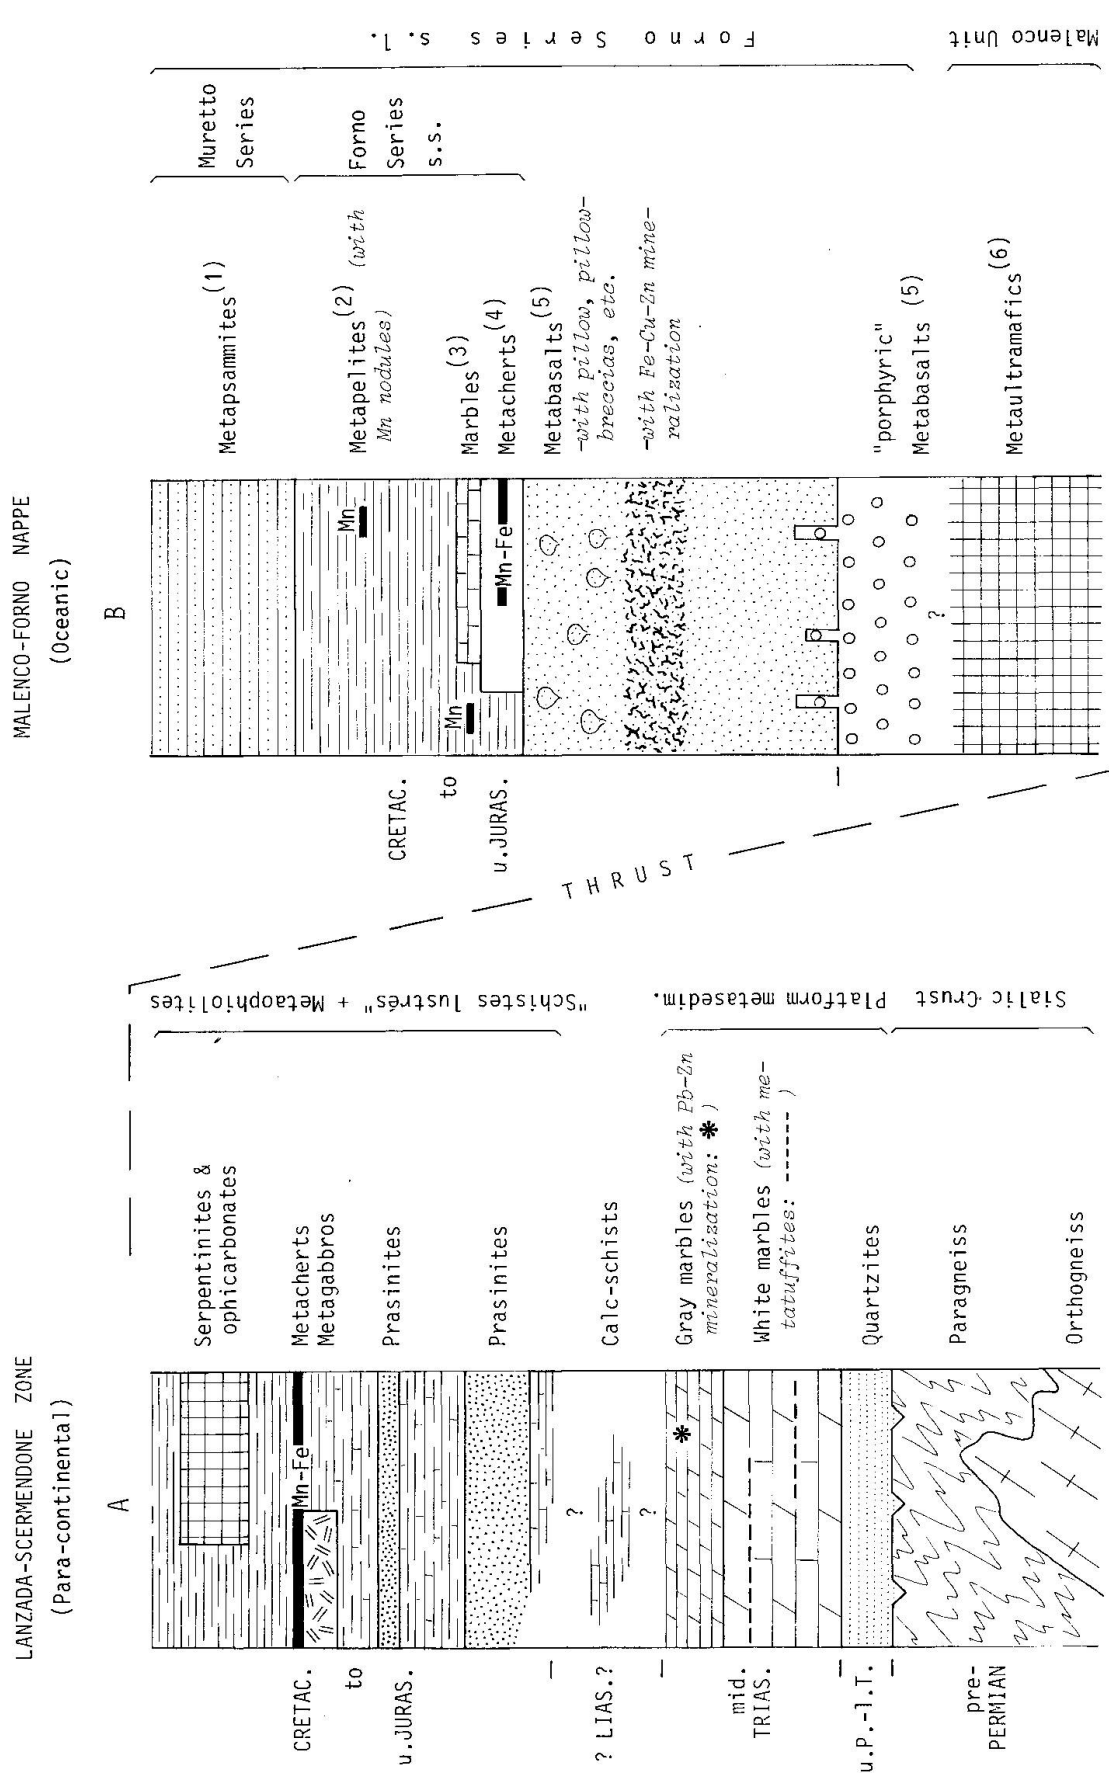 LANZADA-SCERMENDONE ZONE
(Para-continental)
A
CRETAC.
to
u.JURAS.
? LIAS.?
mid.
TRIAS.
u.P.-l.T.
pre-
PERMIAN
Mn-Fe
?
?
Serpentinites &
ophicarbonates
Metacherts
Metagabbros
Prasinites
Prasinites
Calc-schists
Gray marbles (with Pb-Zn
mineralization: ✱ )
White marbles (with me-
tatuffites: ------ )
Quartzites
Paragneiss
Orthogneiss
"Schistes lustrés" + Metaophiolites
Platform metasedim.
Sialic Crust
THRUST
MALENCO-FORNO NAPPE
(Oceanic)
B
CRETAC.
to
u.JURAS.
Mn
Mn
Mn-Fe
?
Metapsammites(1)
Metapelites(2) (with
Mn nodules)
Marbles(3)
Metacherts(4)
Metabasalts(5)
-with pillow, pillow-
breccias, etc.
-with Fe-Cu-Zn mine-
ralization
"porphyric"
Metabasalts (5)
Metaultramafics(6)
Muretto
Series
Forno
Series
s.s.
Forno Series s.l.
Malenco Unit